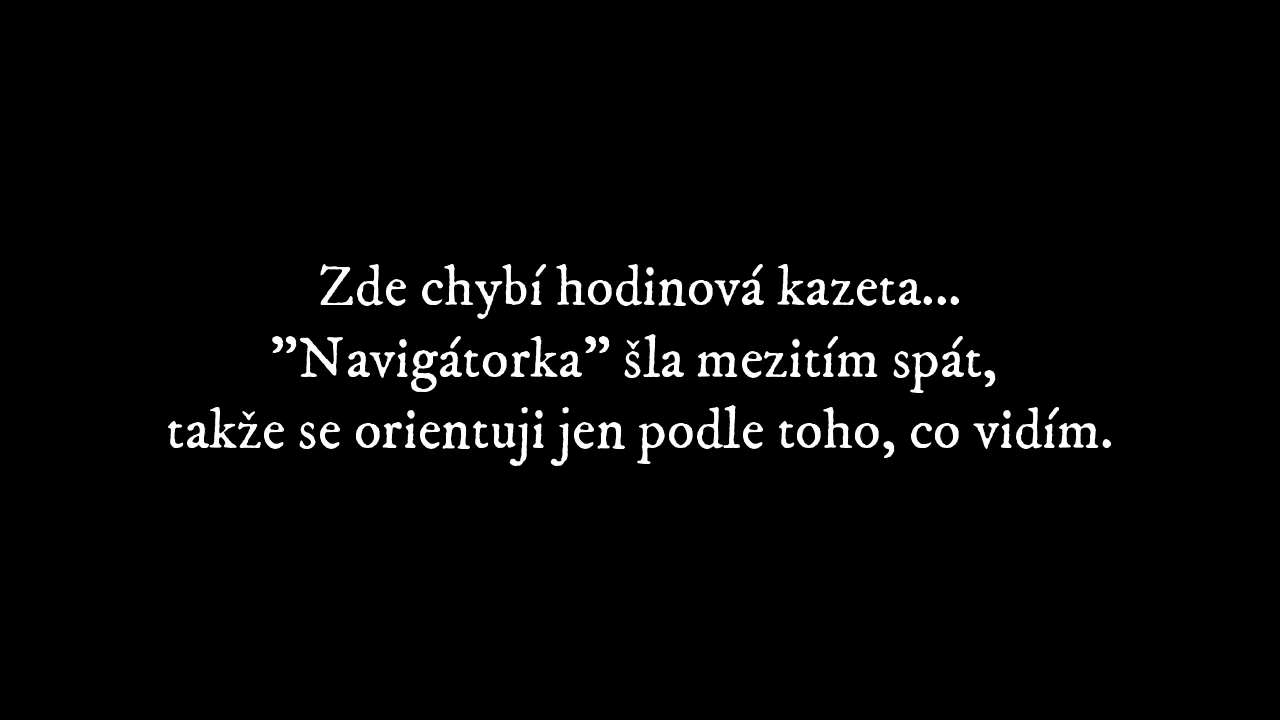 Zde chybí hodinová kazeta...
”Navigátorka” šla mezitím spát,
takže se orientuji jen podle toho, co vidím.